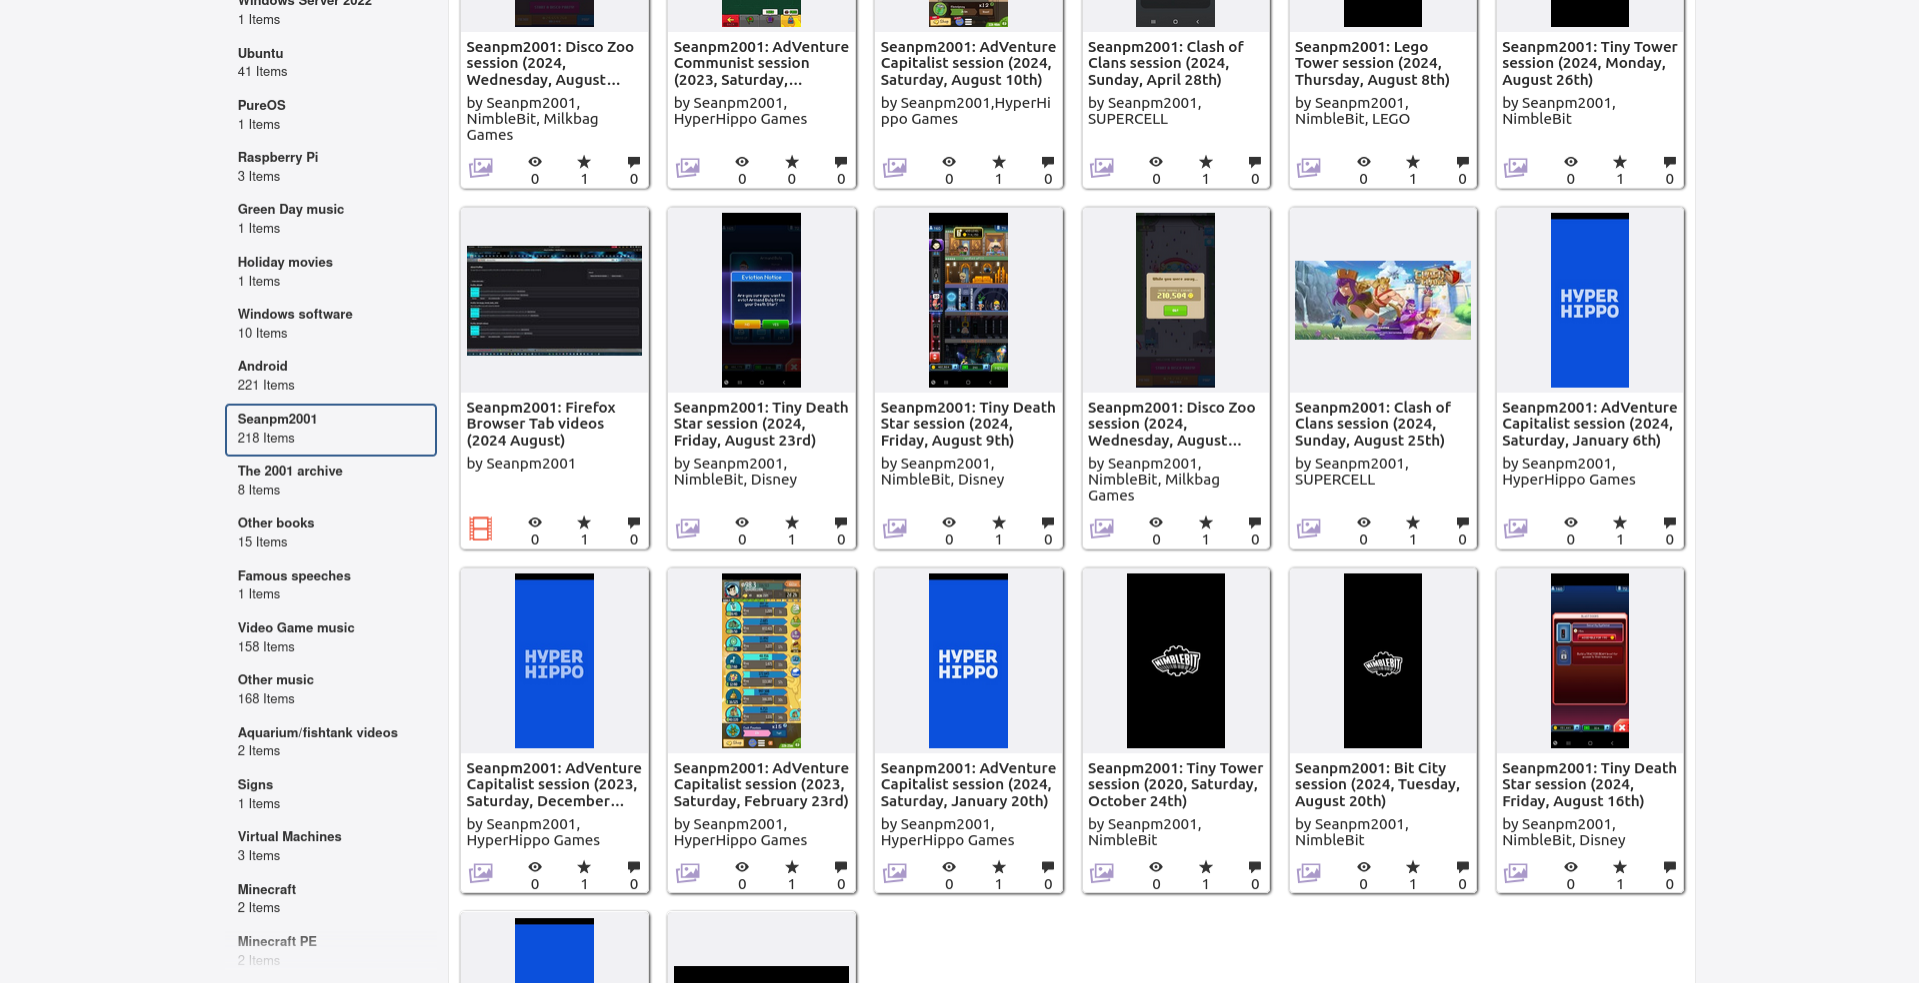 Windows Server 2022
1 Items
Ubuntu
41 Items
PureOS
1 Items
Raspberry Pi
3 Items
Green Day music
1 Items
Holiday movies
1 Items
Windows software
10 Items
Android
221 Items
Seanpm2001
218 Items
The 2001 archive
8 Items
Other books
15 Items
Famous speeches
1 Items
Video Game music
158 Items
Other music
168 Items
Aquarium/fishtank videos
2 Items
Signs
1 Items
Virtual Machines
3 Items
Minecraft
2 Items
Minecraft PE
2 Items
Seanpm2001: Disco Zoo
session (2024,
Wednesday, August...
by Seanpm2001,
NimbleBit, Milkbag
Games
0 1 0
Seanpm2001: AdVenture
Communist session
(2023, Saturday,...
by Seanpm2001,
HyperHippo Games
0 0 0
Seanpm2001: AdVenture
Capitalist session (2024,
Saturday, August 10th)
by Seanpm2001,HyperHi
ppo Games
0 1 0
Seanpm2001: Clash of
Clans session (2024,
Sunday, April 28th)
by Seanpm2001,
SUPERCELL
0 1 0
Seanpm2001: Lego
Tower session (2024,
Thursday, August 8th)
by Seanpm2001,
NimbleBit, LEGO
0 1 0
Seanpm2001: Tiny Tower
session (2024, Monday,
August 26th)
by Seanpm2001,
NimbleBit
0 1 0
Seanpm2001: Firefox
Browser Tab videos
(2024 August)
by Seanpm2001
0 1 0
Eviction Notice
Seanpm2001: Tiny Death
Star session (2024,
Friday, August 23rd)
by Seanpm2001,
NimbleBit, Disney
0 1 0
Seanpm2001: Tiny Death
Star session (2024,
Friday, August 9th)
by Seanpm2001,
NimbleBit, Disney
0 1 0
210,504
Seanpm2001: Disco Zoo
session (2024,
Wednesday, August...
by Seanpm2001,
NimbleBit, Milkbag
Games
0 1 0
Seanpm2001: Clash of
Clans session (2024,
Sunday, August 25th)
by Seanpm2001,
SUPERCELL
0 1 0
HYPER
HIPPO
Seanpm2001: AdVenture
Capitalist session (2024,
Saturday, January 6th)
by Seanpm2001,
HyperHippo Games
0 1 0
HYPER
HIPPO
Seanpm2001: AdVenture
Capitalist session (2023,
Saturday, December...
by Seanpm2001,
HyperHippo Games
0 1 0
Seanpm2001: AdVenture
Capitalist session (2023,
Saturday, February 23rd)
by Seanpm2001,
HyperHippo Games
0 1 0
HYPER
HIPPO
Seanpm2001: AdVenture
Capitalist session (2024,
Saturday, January 20th)
by Seanpm2001,
HyperHippo Games
0 1 0
NIMBLEBIT
Seanpm2001: Tiny Tower
session (2020, Saturday,
October 24th)
by Seanpm2001,
NimbleBit
0 1 0
NIMBLEBIT
Seanpm2001: Bit City
session (2024, Tuesday,
August 20th)
by Seanpm2001,
NimbleBit
0 1 0
Seanpm2001: Tiny Death
Star session (2024,
Friday, August 16th)
by Seanpm2001,
NimbleBit, Disney
0 1 0